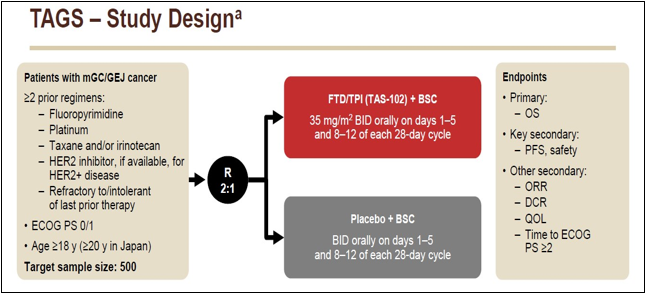 TAGS – Study Designᵃ
Patients with mGC/GEJ cancer
≥2 prior regimens:
– Fluoropyrimidine
– Platinum
– Taxane and/or irinotecan
– HER2 inhibitor, if available, for
HER2+ disease
– Refractory to/intolerant
of last prior therapy
• ECOG PS 0/1
• Age ≥18 y (≥20 y in Japan)
Target sample size: 500
R
2:1
FTD/TPI (TAS-102) + BSC
35 mg/m² BID orally on days 1–5
and 8–12 of each 28-day cycle
Placebo + BSC
BID orally on days 1–5
and 8–12 of each 28-day cycle
Endpoints
• Primary:
– OS
• Key secondary:
– PFS, safety
• Other secondary:
– ORR
– DCR
– QOL
– Time to ECOG
PS ≥2